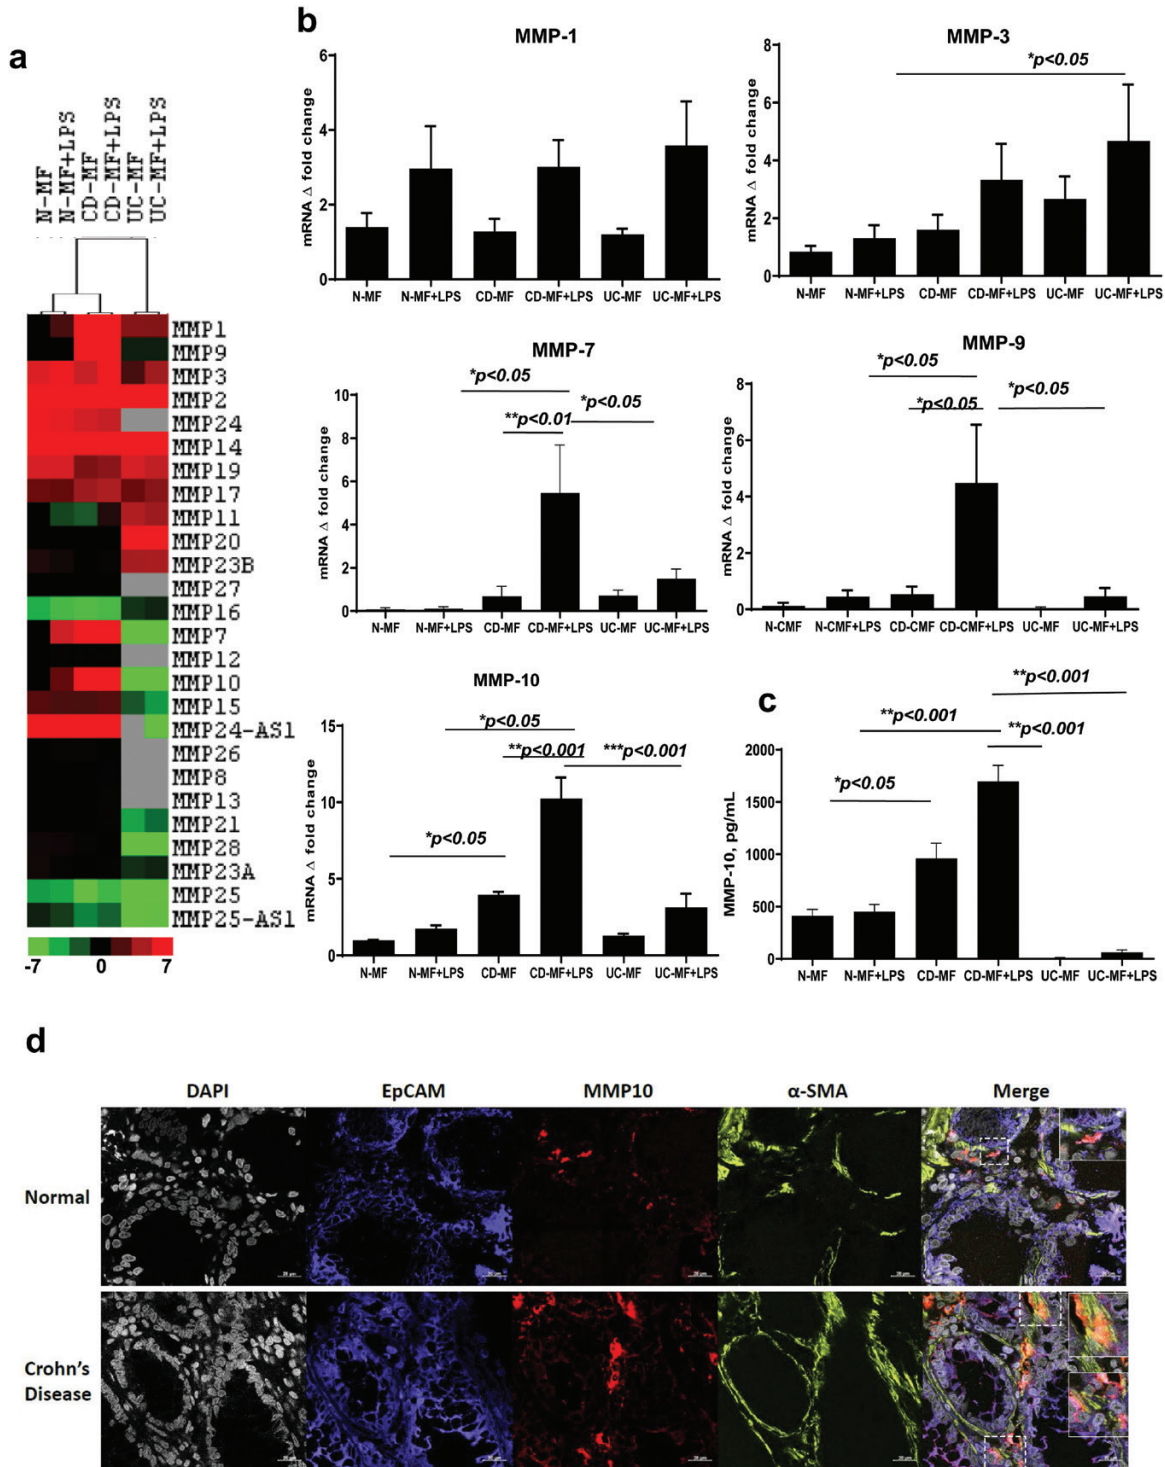 a
N-MF
N-MF+LPS
CD-MF
CD-MF+LPS
UC-MF
UC-MF+LPS
MMP1
MMP9
MMP3
MMP2
MMP24
MMP14
MMP19
MMP17
MMP11
MMP20
MMP23B
MMP27
MMP16
MMP7
MMP12
MMP10
MMP15
MMP24-AS1
MMP26
MMP8
MMP13
MMP21
MMP28
MMP23A
MMP25
MMP25-AS1
-7 0 7
b
MMP-1
mRNA Δ fold change
6
4
2
0
N-MF N-MF+LPS CD-MF CD-MF+LPS UC-MF UC-MF+LPS
MMP-3
*p<0.05
mRNA Δ fold change
8
6
4
2
0
N-MF N-MF+LPS CD-MF CD-MF+LPS UC-MF UC-MF+LPS
MMP-7
*p<0.05
*p<0.05
**p<0.01
mRNA Δ fold change
10
8
6
4
2
0
N-MF N-MF+LPS CD-MF CD-MF+LPS UC-MF UC-MF+LPS
MMP-9
*p<0.05
*p<0.05
*p<0.05
mRNA Δ fold change
8
6
4
2
0
N-CMF N-CMF+LPS CD-CMF CD-CMF+LPS UC-MF UC-MF+LPS
MMP-10
*p<0.05
**p<0.001 ***p<0.001
*p<0.05
mRNA Δ fold change
15
10
5
0
N-MF N-MF+LPS CD-MF CD-MF+LPS UC-MF UC-MF+LPS
c
**p<0.001
**p<0.001
**p<0.001
*p<0.05
MMP-10, pg/mL
2000
1500
1000
500
0
N-MF N-MF+LPS CD-MF CD-MF+LPS UC-MF UC-MF+LPS
d
DAPI EpCAM MMP10 α-SMA Merge
Normal
Crohn's
Disease